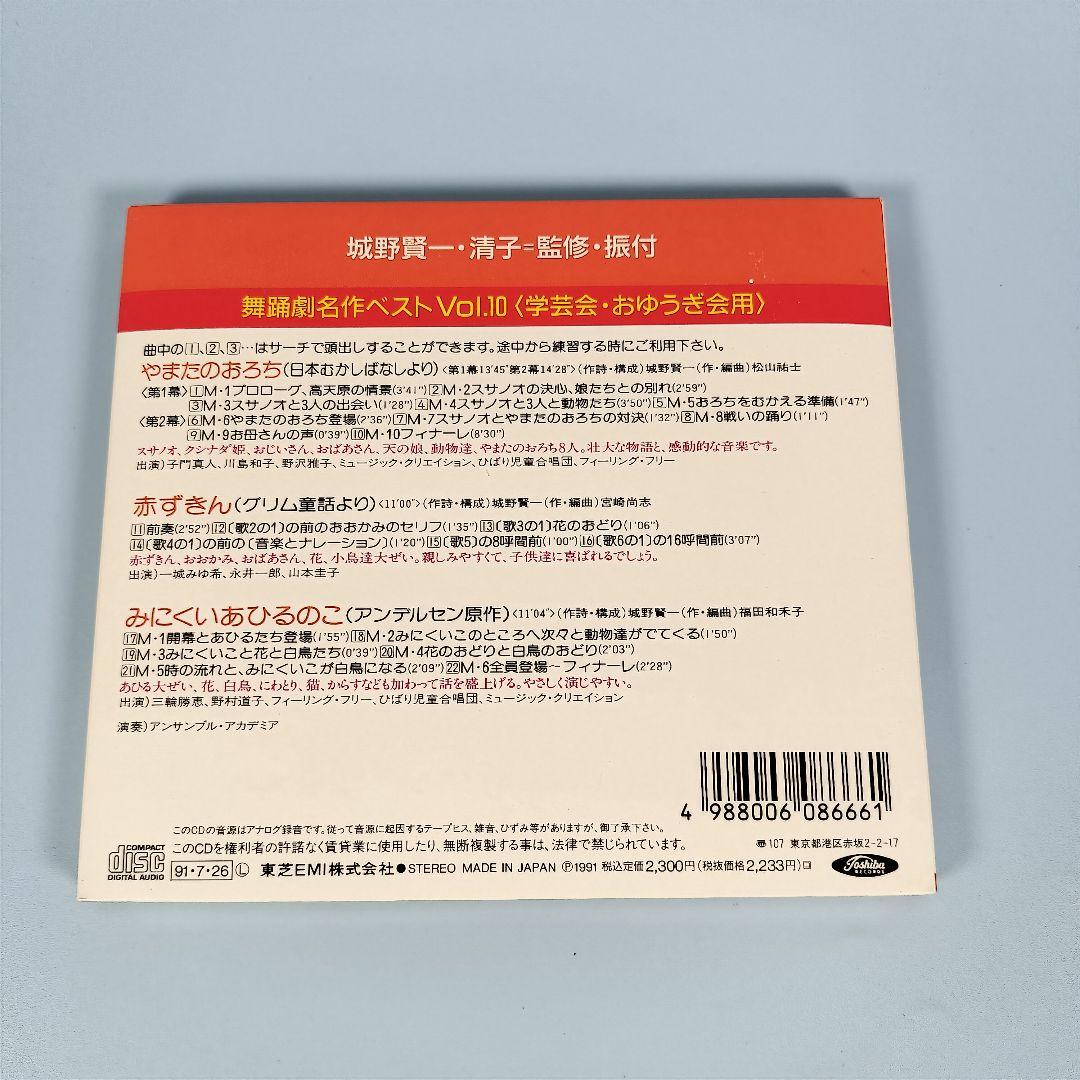 城野賢一・清子=監修・振付
舞踊劇名作ベストVol.10〈学芸会・おゆうぎ会用〉
曲中の1、2、3…はサーチで頭出しすることができます。途中から練習する時にご利用下さい。
やまたのおろち(日本むかしばなしより)〈第1幕13'45" 第2幕14'28"〉(作詩・構成)城野賢一(作・編曲)松山祐士
〈第1幕〉1M・1プロローグ、高天原の情景(3'41")2M・2スサノオの決心、娘たちとの別れ(2'59")
3M・3スサノオと3人の出会い(1'28")4M・4スサノオと3人と動物たち(3'50")5M・5おろちをむかえる準備(1'47")
〈第2幕〉6M・6やまたのおろち登場(2'36")7M・7スサノオとやまたのおろちの対決(1'32")8M・8戦いの踊り(1'11")
9M・9お母さんの声(0'39")10M・10フィナーレ(8'30")
スサノオ、クシナダ姫、おじいさん、おばあさん、天の娘、動物達、やまたのおろち8人。壮大な物語と、感動的な音楽です。
出演)子門真人、川島和子、野沢雅子、ミュージック・クリエイション、ひばり児童合唱団、フィーリング・フリー
赤ずきん(グリム童話より)〈11'00"〉(作詩・構成)城野賢一(作・編曲)宮崎尚志
11前奏(2'52")12〔歌2の1〕の前のおおかみのセリフ(1'35")13〔歌3の1〕花のおどり(1'06")
14〔歌4の1〕の前の〔音楽とナレーション〕(1'20")15〔歌5〕の8呼間前(1'00")16〔歌6の1〕の16呼間前(3'07")
赤ずきん、おおかみ、おばあさん、花、小鳥達大ぜい。親しみやすくて、子供達に喜ばれるでしょう。
出演)一城みゆ希、永井一郎、山本圭子
みにくいあひるのこ(アンデルセン原作)〈11'04"〉(作詩・構成)城野賢一(作・編曲)福田和禾子
17M・1開幕とあひるたち登場(1'55")18M・2みにくいこのところへ次々と動物達がでてくる(1'50")
19M・3みにくいこと花と白鳥たち(0'39")20M・4花のおどりと白鳥のおどり(2'03")
21M・5時の流れと、みにくいこが白鳥になる(2'09")22M・6全員登場〜フィナーレ(2'28")
あひる大ぜい、花、白鳥、にわとり、猫、からすなども加わって話を盛上げる。やさしく演じやすい。
出演)三輪勝恵、野村道子、フィーリング・フリー、ひばり児童合唱団、ミュージック・クリエイション
演奏)アンサンブル・アカデミア
4 988006 086661
このCDの音源はアナログ録音です。従って音源に起因するテープヒス、雑音、ひずみ等がありますが、御了承下さい。
このCDを権利者の許諾なく賃貸業に使用したり、無断複製する事は、法律で禁じられています。
〠107 東京都港区赤坂2-2-17
COMPACT disc DIGITAL AUDIO
91・7・26 Ⓛ 東芝EMI株式会社●STEREO MADE IN JAPAN ℗1991 税込定価2,300円(税抜価格2,233円)
Toshiba RECORDS